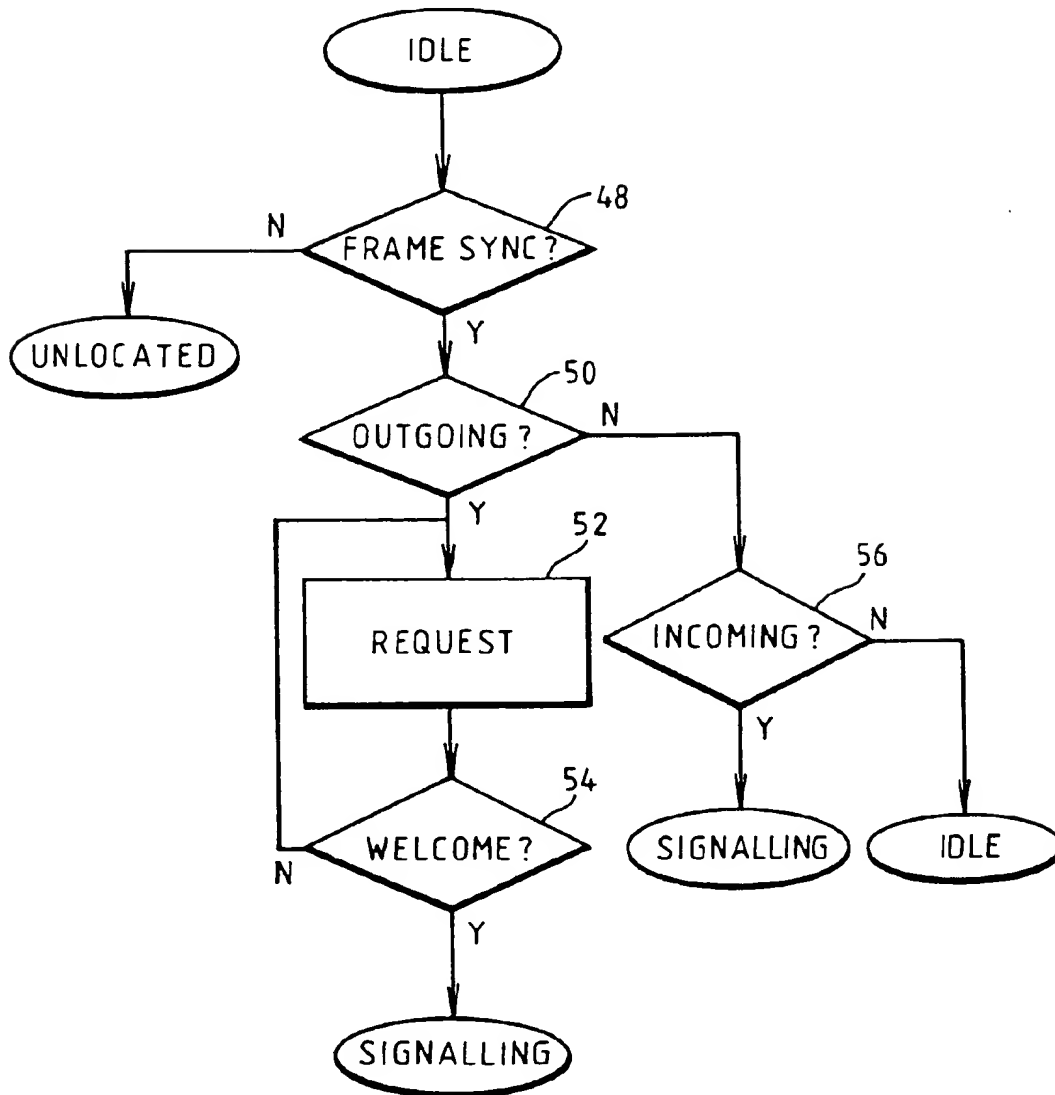 IDLE
48
N
FRAME SYNC?
Y
UNLOCATED
50
OUTGOING?
N
Y
52
56
REQUEST
INCOMING?
N
Y
54
WELCOME?
N
SIGNALLING
IDLE
Y
SIGNALLING